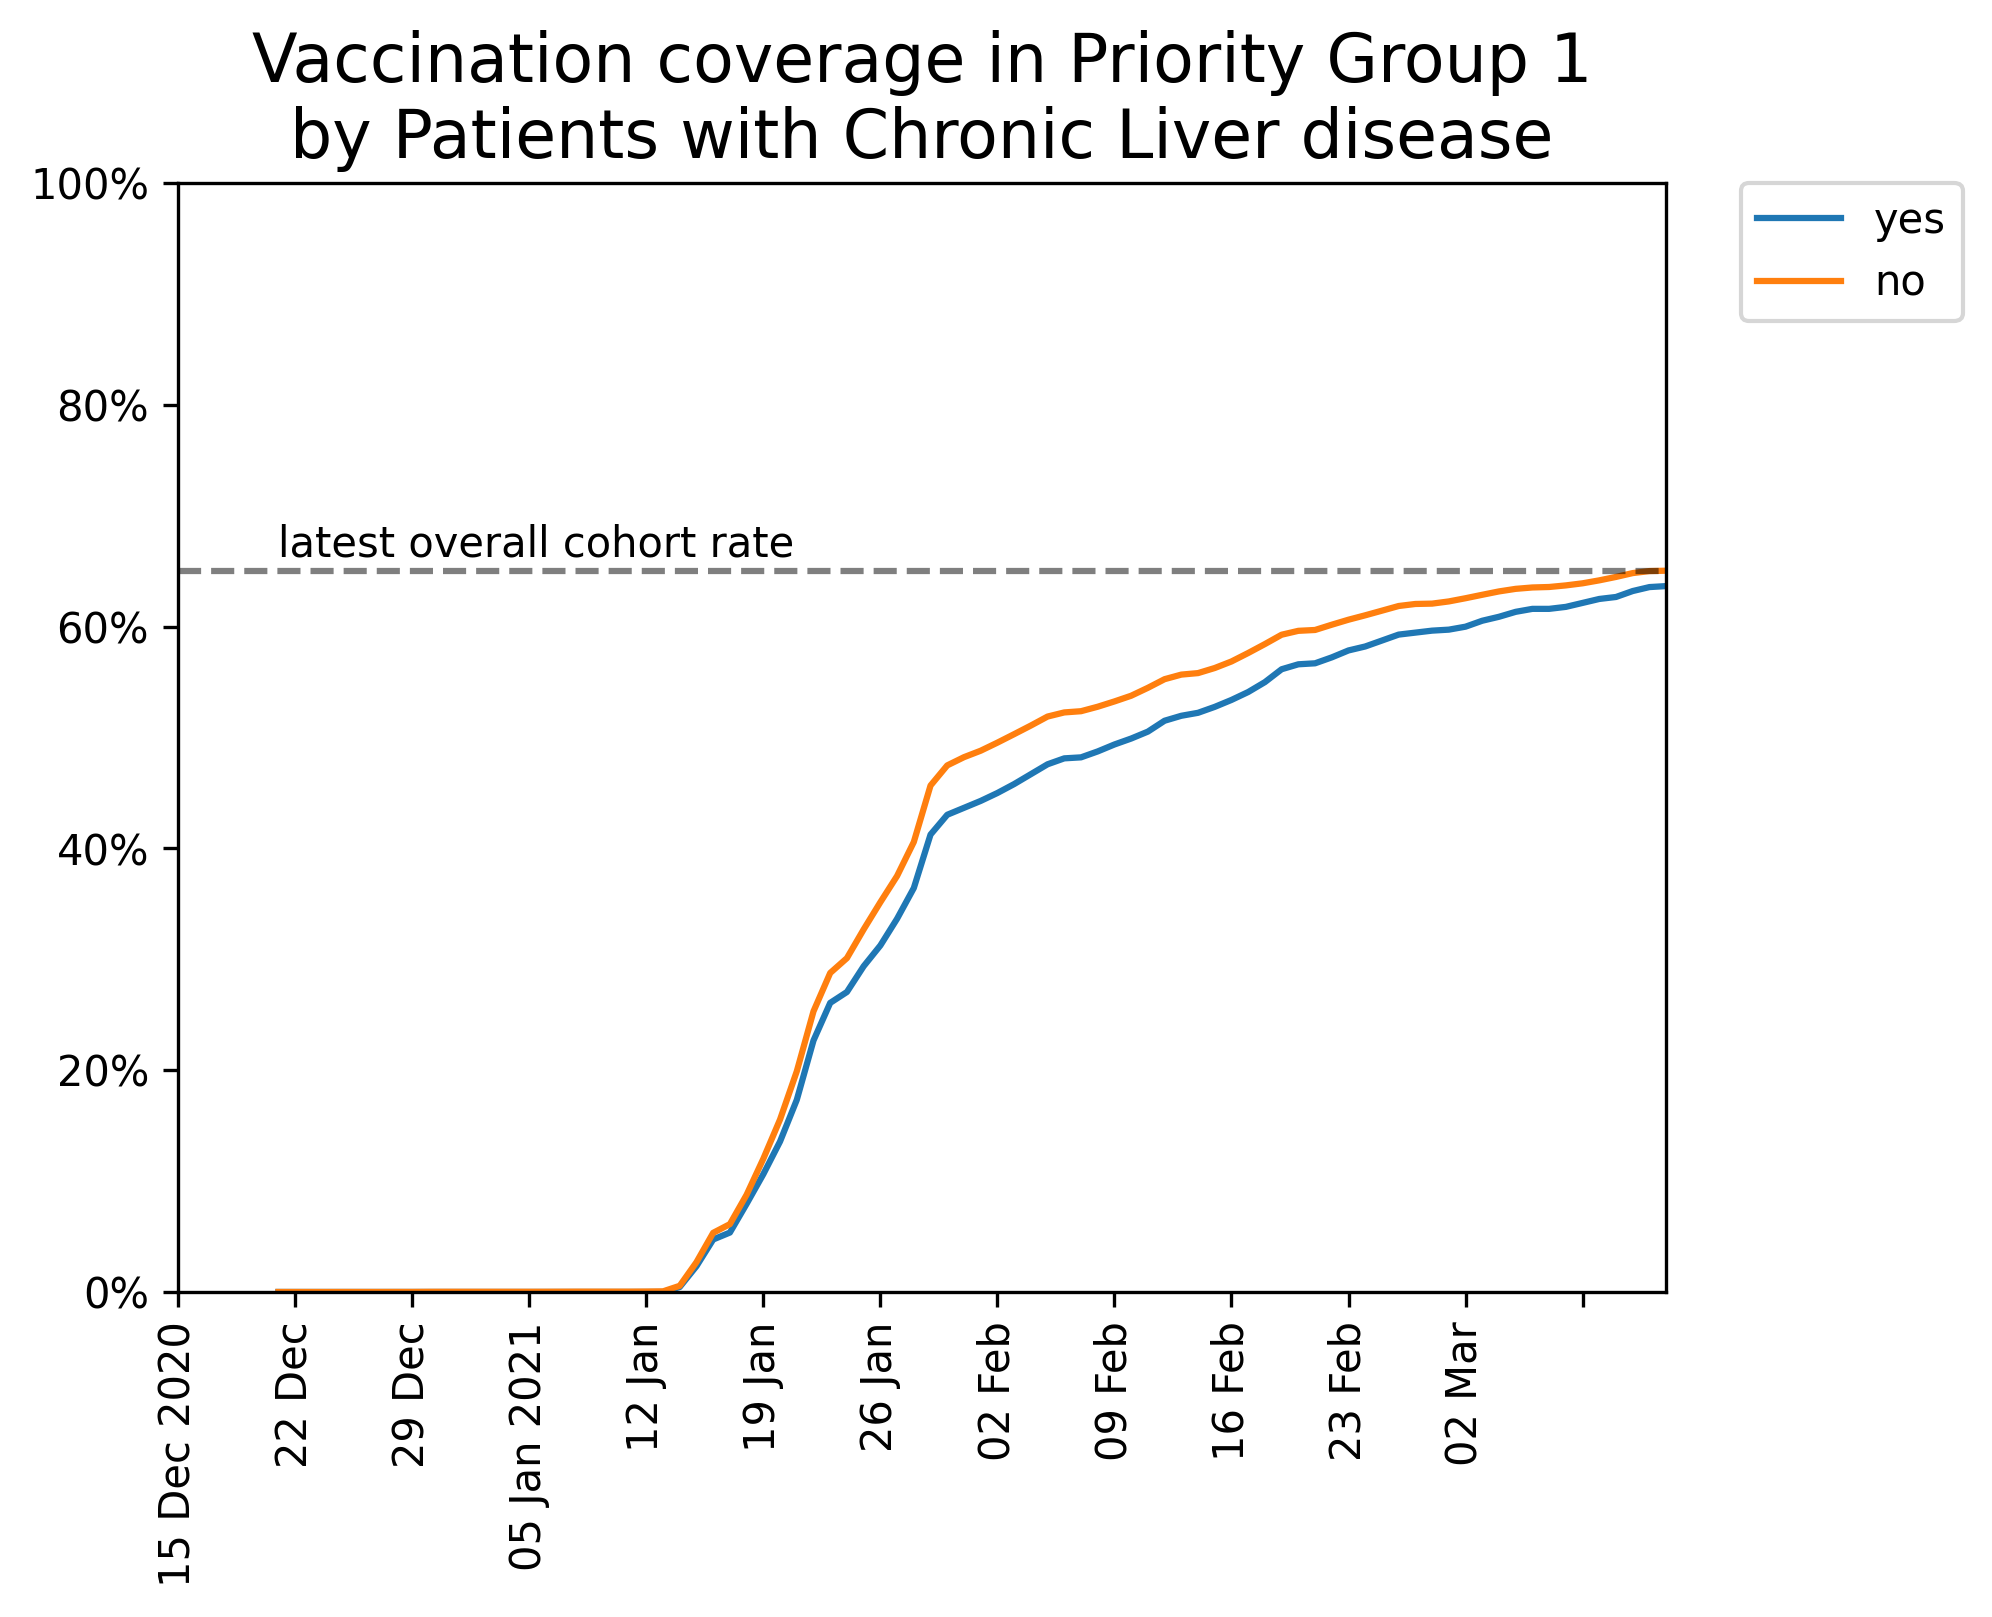 Vaccination coverage in Priority Group 1
by Patients with Chronic Liver disease
100%
80%
60%
40%
20%
0%
latest overall cohort rate
yes
no
15 Dec 2020
22 Dec
29 Dec
05 Jan 2021
12 Jan
19 Jan
26 Jan
02 Feb
09 Feb
16 Feb
23 Feb
02 Mar